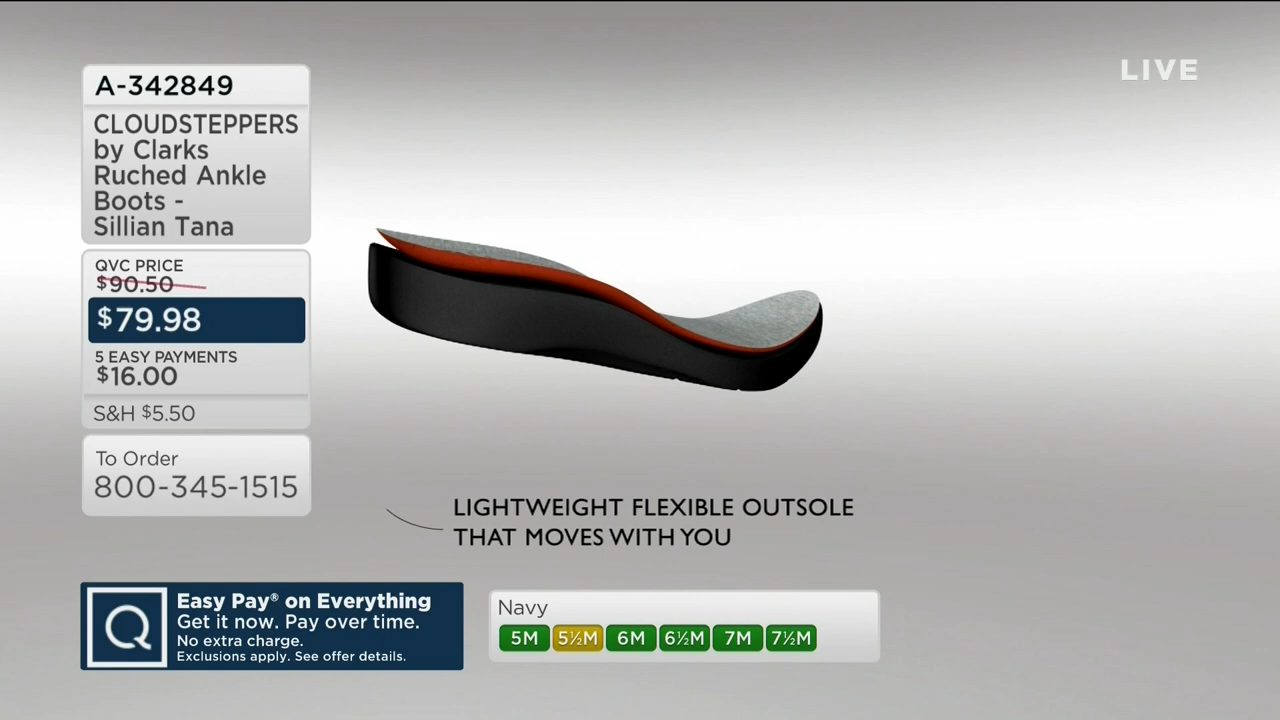 LIVE
A-342849
CLOUDSTEPPERS
by Clarks
Ruched Ankle
Boots -
Sillian Tana
QVC PRICE
$90.50
$79.98
5 EASY PAYMENTS
$16.00
S&H $5.50
To Order
800-345-1515
LIGHTWEIGHT FLEXIBLE OUTSOLE
THAT MOVES WITH YOU
Q
Easy Pay® on Everything
Get it now. Pay over time.
No extra charge.
Exclusions apply. See offer details.
Navy
5M 5½M 6M 6½M 7M 7½M